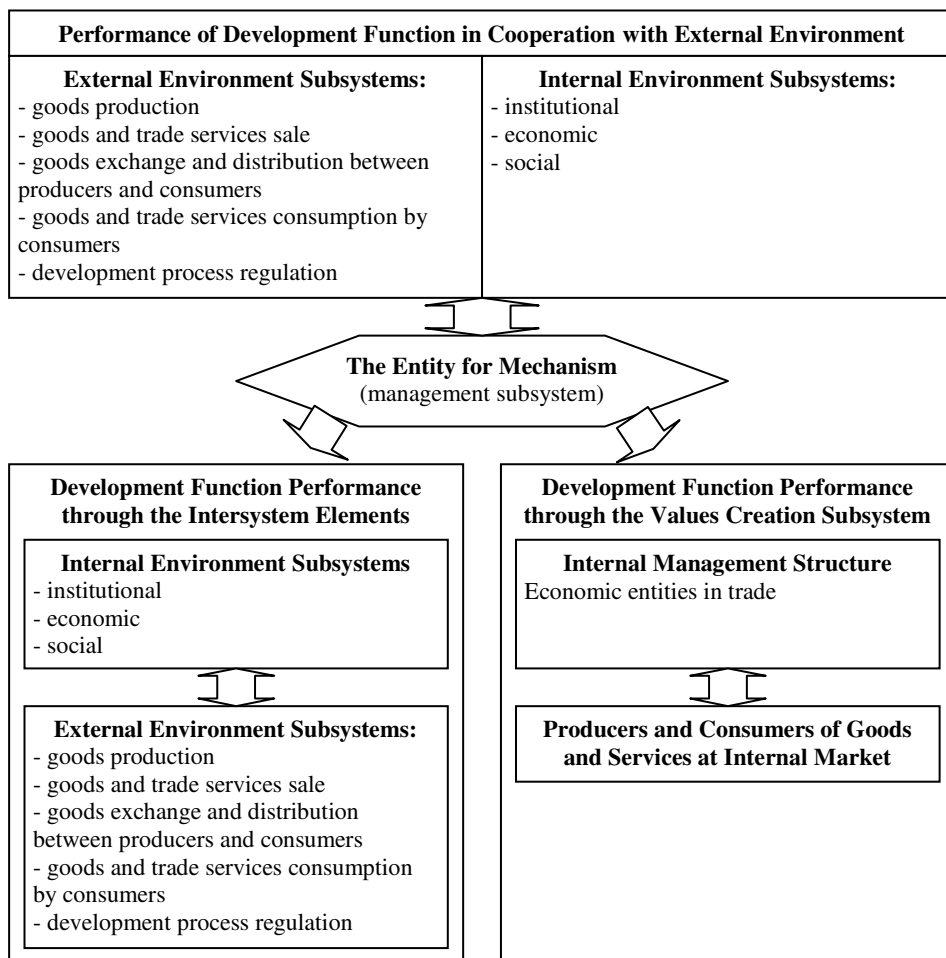 Performance of Development Function in Cooperation with External Environment
External Environment Subsystems:
- goods production
- goods and trade services sale
- goods exchange and distribution between
producers and consumers
- goods and trade services consumption by
consumers
- development process regulation
Internal Environment Subsystems:
- institutional
- economic
- social
The Entity for Mechanism
(management subsystem)
Development Function Performance
through the Intersystem Elements
Internal Environment Subsystems
- institutional
- economic
- social
External Environment Subsystems:
- goods production
- goods and trade services sale
- goods exchange and distribution
between producers and consumers
- goods and trade services consumption
by consumers
- development process regulation
Development Function Performance
through the Values Creation Subsystem
Internal Management Structure
Economic entities in trade
Producers and Consumers of Goods
and Services at Internal Market